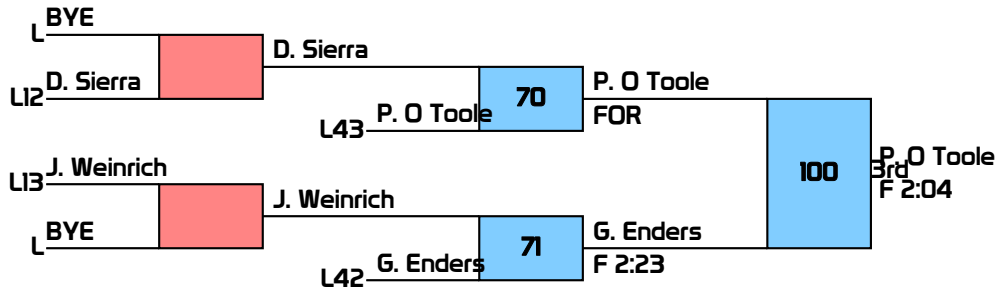 BYE
L
D. Sierra
D. Sierra
L12
70
P. O Toole
P. O Toole
FOR
L43
J. Weinrich
L13
100
P. O Toole
3rd
F 2:04
J. Weinrich
BYE
L
71
G. Enders
G. Enders
F 2:23
L42